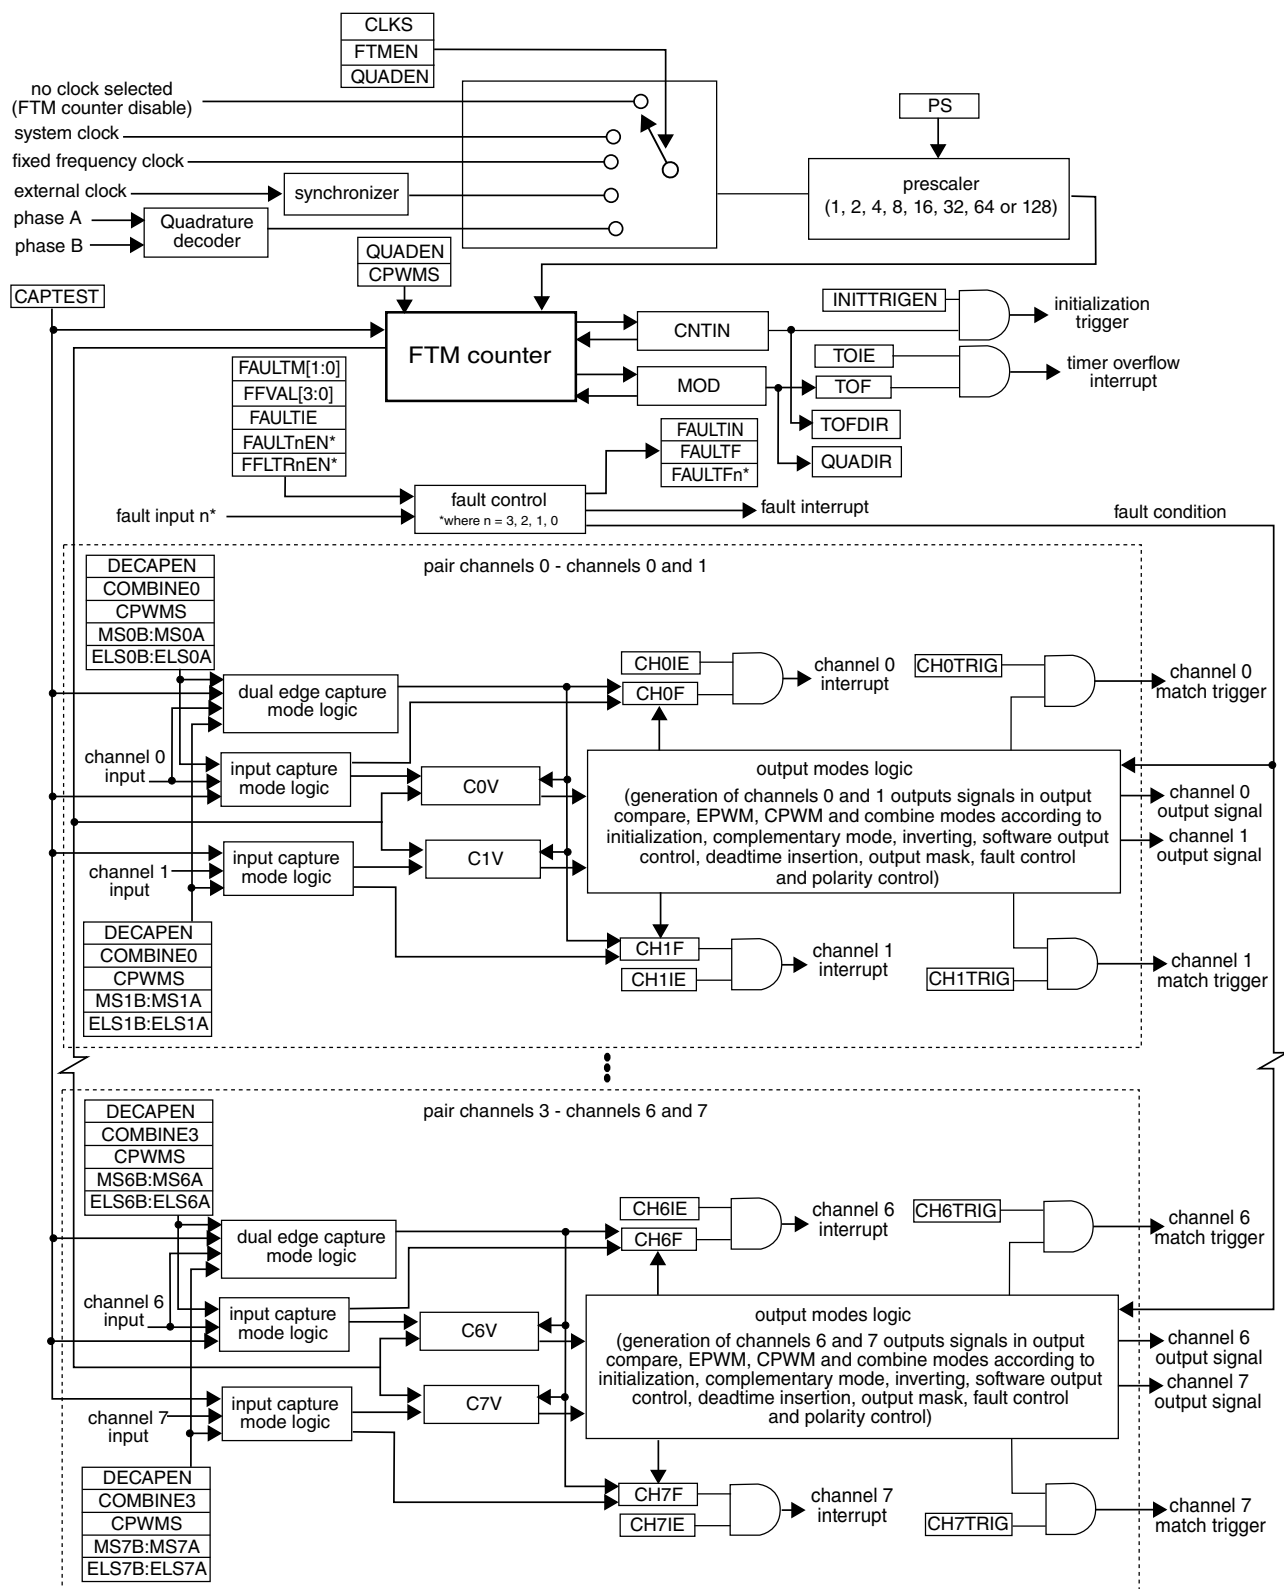 CLKS
FTMEN
QUADEN
no clock selected
(FTM counter disable)
system clock
fixed frequency clock
external clock
synchronizer
phase A
phase B
Quadrature
decoder
PS
prescaler
(1, 2, 4, 8, 16, 32, 64 or 128)
QUADEN
CPWMS
CAPTEST
FTM counter
CNTIN
MOD
INITTRIGEN
initialization
trigger
TOIE
TOF
timer overflow
interrupt
TOFDIR
QUADIR
FAULTM[1:0]
FFVAL[3:0]
FAULTIE
FAULTnEN*
FFLTRnEN*
FAULTIN
FAULTF
FAULTFn*
fault input n*
fault control
*where n = 3, 2, 1, 0
fault interrupt
fault condition
pair channels 0 - channels 0 and 1
DECAPEN
COMBINE0
CPWMS
MS0B:MS0A
ELS0B:ELS0A
dual edge capture
mode logic
channel 0
input
input capture
mode logic
channel 1
input
input capture
mode logic
DECAPEN
COMBINE0
CPWMS
MS1B:MS1A
ELS1B:ELS1A
C0V
C1V
CH0IE
CH0F
channel 0
interrupt
CH0TRIG
channel 0
match trigger
output modes logic
(generation of channels 0 and 1 outputs signals in output
compare, EPWM, CPWM and combine modes according to
initialization, complementary mode, inverting, software output
control, deadtime insertion, output mask, fault control
and polarity control)
channel 0
output signal
channel 1
output signal
CH1F
CH1IE
channel 1
interrupt
CH1TRIG
channel 1
match trigger
pair channels 3 - channels 6 and 7
DECAPEN
COMBINE3
CPWMS
MS6B:MS6A
ELS6B:ELS6A
dual edge capture
mode logic
channel 6
input
input capture
mode logic
channel 7
input
input capture
mode logic
DECAPEN
COMBINE3
CPWMS
MS7B:MS7A
ELS7B:ELS7A
C6V
C7V
CH6IE
CH6F
channel 6
interrupt
CH6TRIG
channel 6
match trigger
output modes logic
(generation of channels 6 and 7 outputs signals in output
compare, EPWM, CPWM and combine modes according to
initialization, complementary mode, inverting, software output
control, deadtime insertion, output mask, fault control
and polarity control)
channel 6
output signal
channel 7
output signal
CH7F
CH7IE
channel 7
interrupt
CH7TRIG
channel 7
match trigger